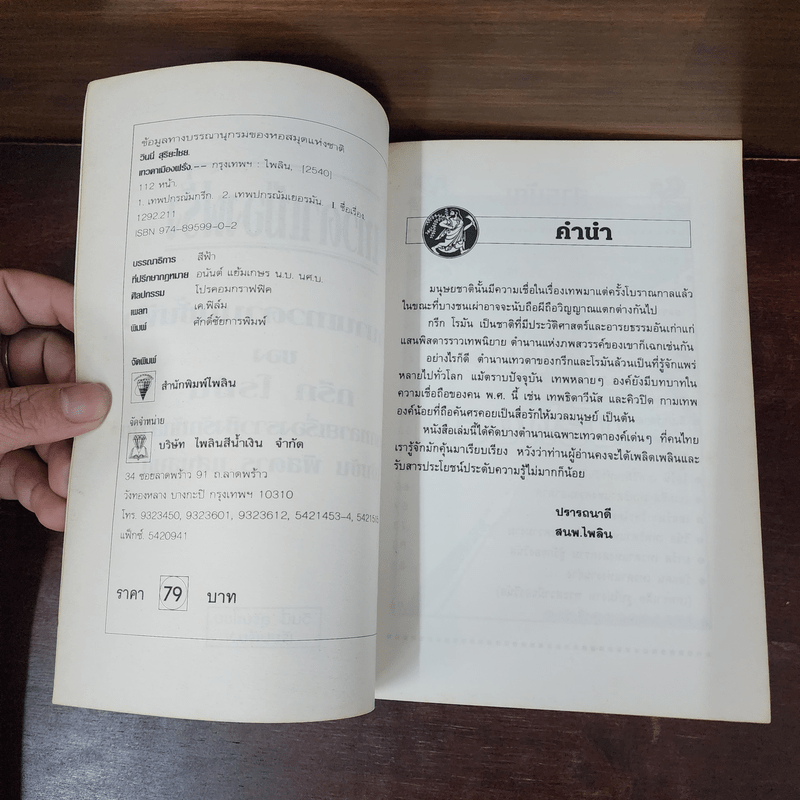 ข้อมูลทางบรรณานุกรมของหอสมุดแห่งชาติ
วินนี่ สุริยะไชย.
เทวดาเมืองฝรั่ง.-- กรุงเทพฯ : ไพลิน, [2540]
112 หน้า.
1. เทพปกรณัมกรีก. 2. เทพปกรณัมเยอรมัน. I. ชื่อเรื่อง
1292.211
ISBN 974-89599-0-2
บรรณาธิการ สีฟ้า
ที่ปรึกษากฎหมาย อนันต์ แย้มเกษร น.บ. นศ.บ.
ศิลปกรรม โปรคอมกราฟฟิค
เพลท เค.ฟิล์ม
พิมพ์ ศักดิ์ชัยการพิมพ์
จัดพิมพ์
สำนักพิมพ์ไพลิน
จัดจำหน่าย
บริษัท ไพลินสีน้ำเงิน จำกัด
34 ซอยลาดพร้าว 91 ถ.ลาดพร้าว
วังทองหลาง บางกะปิ กรุงเทพฯ 10310
โทร. 9323450, 9323601, 9323612, 5421453-4,
แฟ็กซ์. 5420941
ราคา 79 บาท
คำนำ
มนุษยชาตินั้นมีความเชื่อในเรื่องเทพมาแต่ครั้งโบราณกาลแล้ว
ในขณะที่บางชนเผ่าอาจจะนับถือผีถือวิญญาณแตกต่างกันไป
กรีก โรมัน เป็นชาติที่มีประวัติศาสตร์และอารยธรรมอันเก่าแก่
แสนพิสดารราวเทพนิยาย ตำนานแห่งภพสวรรค์ของเขาก็เฉกเช่นกัน
อย่างไรก็ดี ตำนานเทวดาของกรีกและโรมันล้วนเป็นที่รู้จักแพร่
หลายไปทั่วโลก แม้ตราบปัจจุบัน เทพหลายๆ องค์ยังมีบทบาทใน
ความเชื่อถือของคน พ.ศ. นี้ เช่น เทพธิดาวีนัส และคิวปิด กามเทพ
องค์น้อยที่ถือคันศรคอยเป็นสื่อรักให้มวลมนุษย์ เป็นต้น
หนังสือเล่มนี้ได้คัดบางตำนานเฉพาะเทวดาองค์เด่นๆ ที่คนไทย
เรารู้จักมักคุ้นมาเรียบเรียง หวังว่าท่านผู้อ่านคงจะได้เพลิดเพลินและ
รับสารประโยชน์ประดับความรู้ไม่มากก็น้อย
ปรารถนาดี
สนพ.ไพลิน